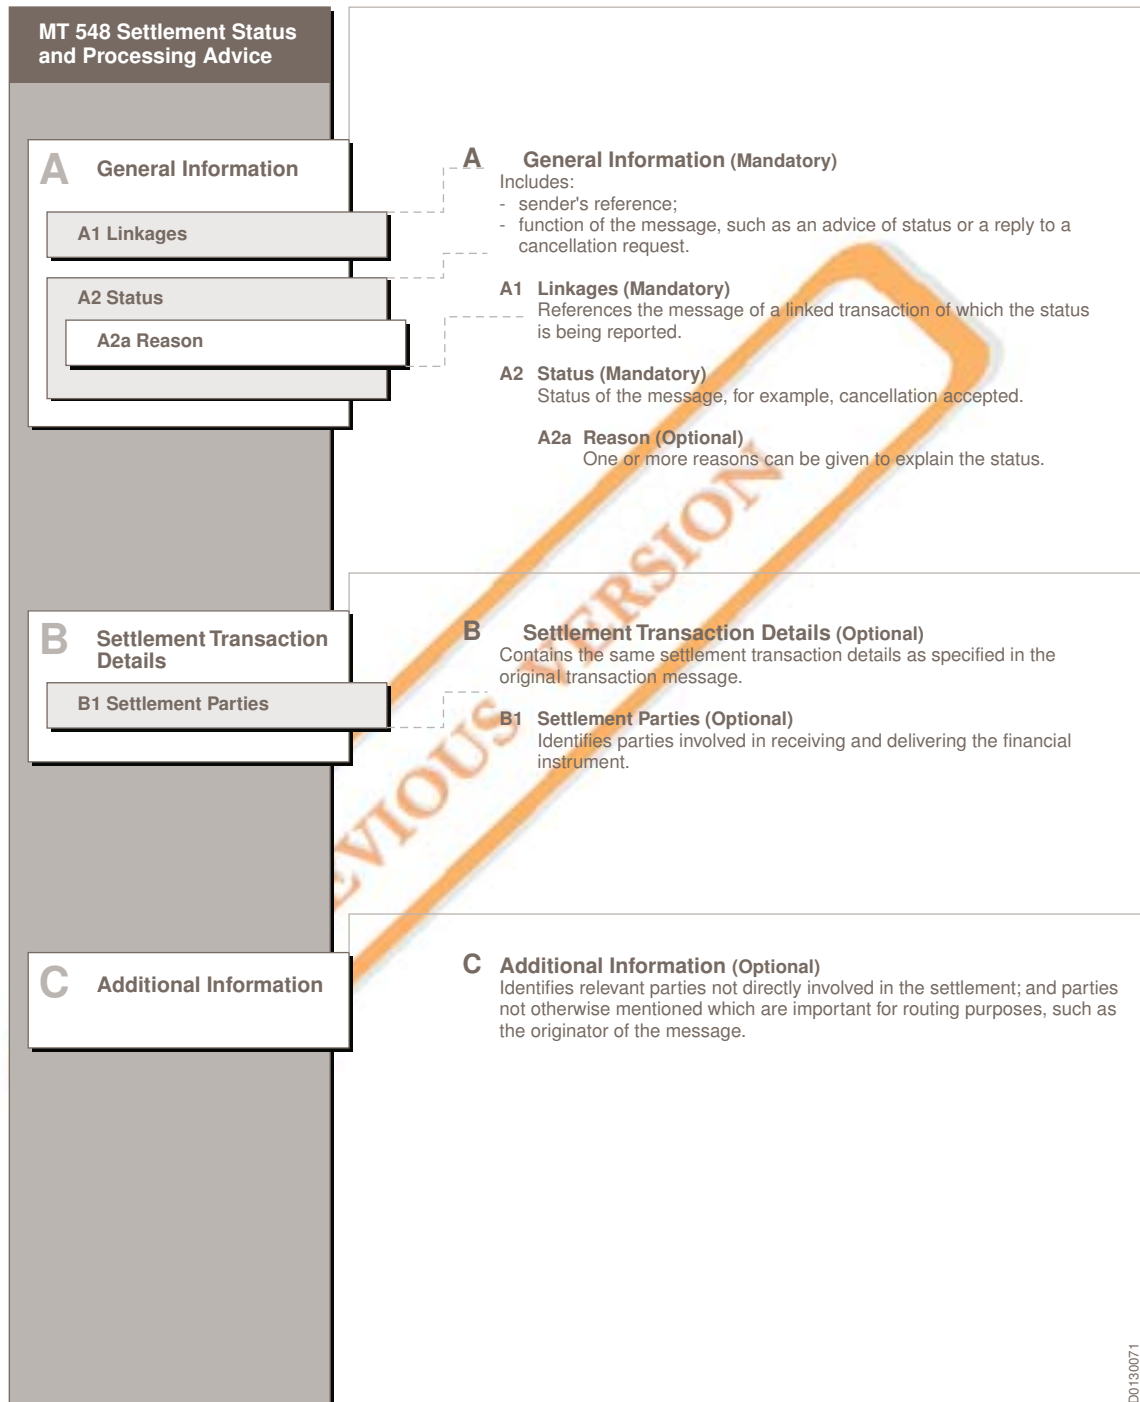 MT 548 Settlement Status
and Processing Advice
A General Information
A1 Linkages
A2 Status
A2a Reason
A General Information (Mandatory)
Includes:
- sender's reference;
- function of the message, such as an advice of status or a reply to a
cancellation request.
A1 Linkages (Mandatory)
References the message of a linked transaction of which the status
is being reported.
A2 Status (Mandatory)
Status of the message, for example, cancellation accepted.
A2a Reason (Optional)
One or more reasons can be given to explain the status.
B Settlement Transaction
Details
B1 Settlement Parties
B Settlement Transaction Details (Optional)
Contains the same settlement transaction details as specified in the
original transaction message.
B1 Settlement Parties (Optional)
Identifies parties involved in receiving and delivering the financial
instrument.
C Additional Information
C Additional Information (Optional)
Identifies relevant parties not directly involved in the settlement; and parties
not otherwise mentioned which are important for routing purposes, such as
the originator of the message.
VERSION
D0130071